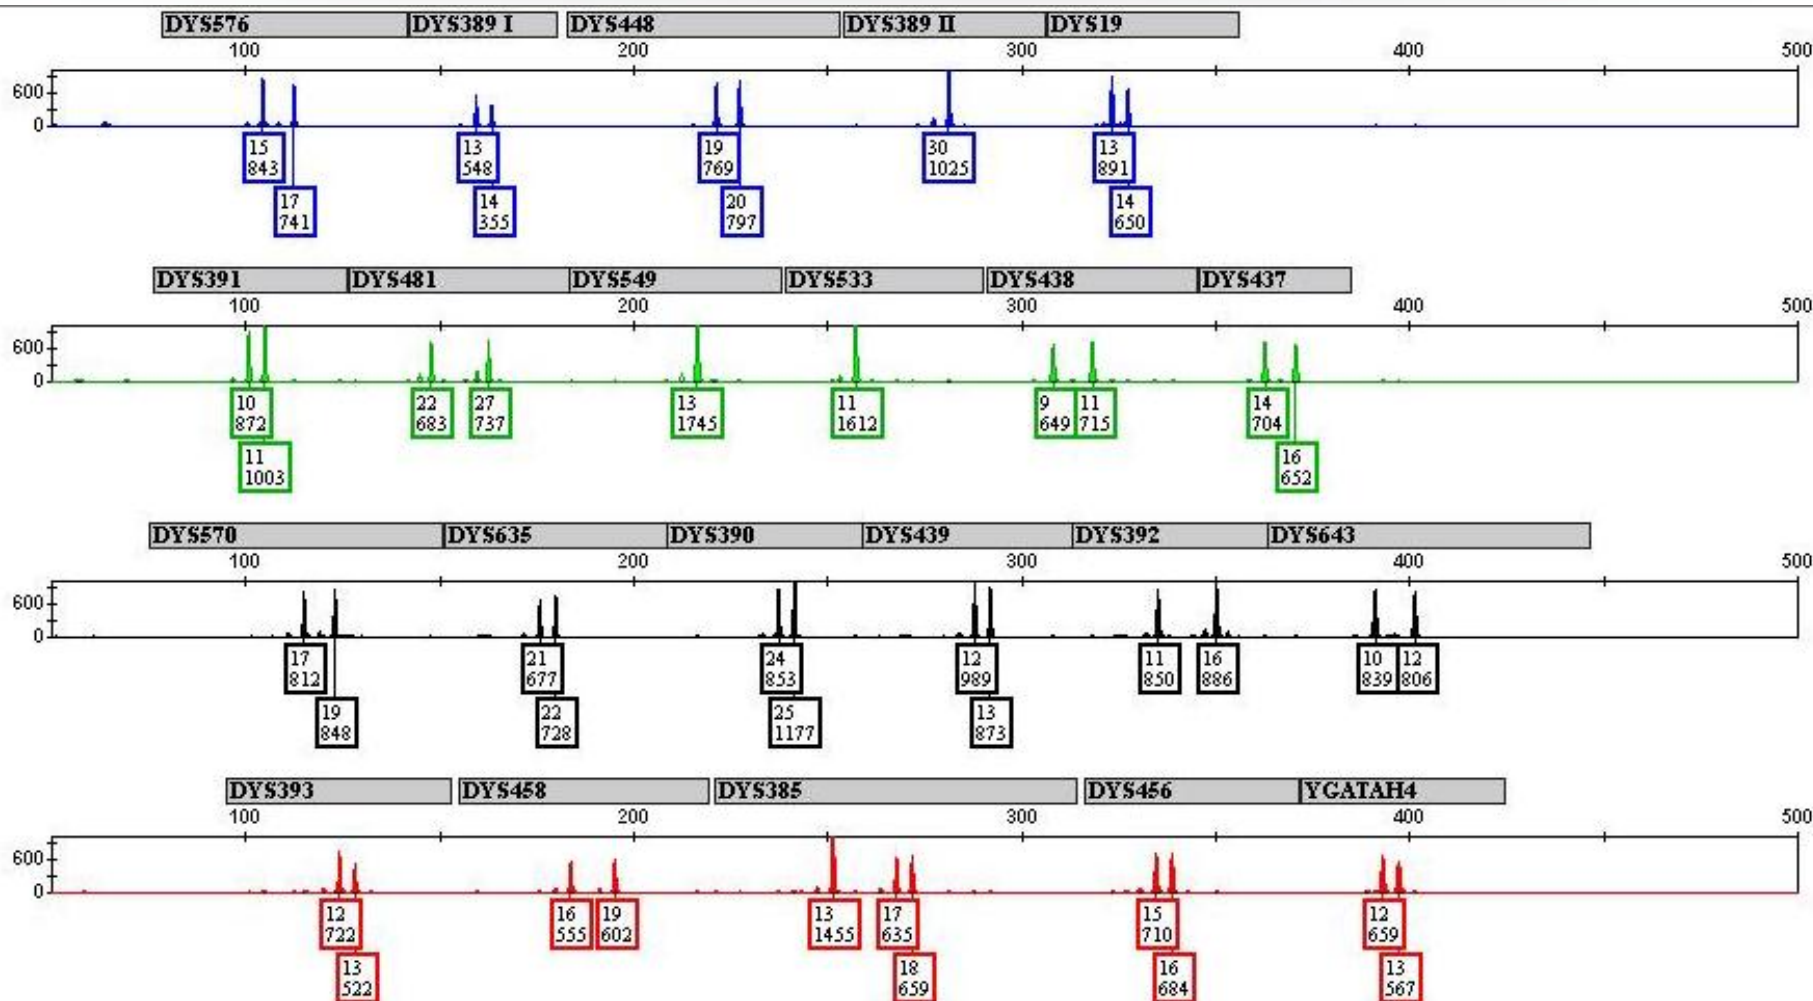 DYS576 DYS389 I DYS448 DYS389 II DYS19
100 200 300 400 500
600
0
15 13 19 30 13
843 548 769 1025 891
17 14 20 14
741 355 797 650
DYS391 DYS481 DYS549 DYS533 DYS438 DYS437
100 200 300 400 500
600
0
10 22 27 13 11 9 11 14
872 683 737 1745 1612 649 715 704
11 16
1003 652
DYS570 DYS635 DYS390 DYS439 DYS392 DYS643
100 200 300 400 500
600
0
17 21 24 12 11 16 10 12
812 677 853 989 850 886 839 806
19 22 25 13
848 728 1177 873
DYS393 DYS458 DYS385 DYS456 YGATAH4
100 200 300 400 500
600
0
12 16 19 13 17 15 12
722 555 602 1455 635 710 659
13 18 16 13
522 659 684 567